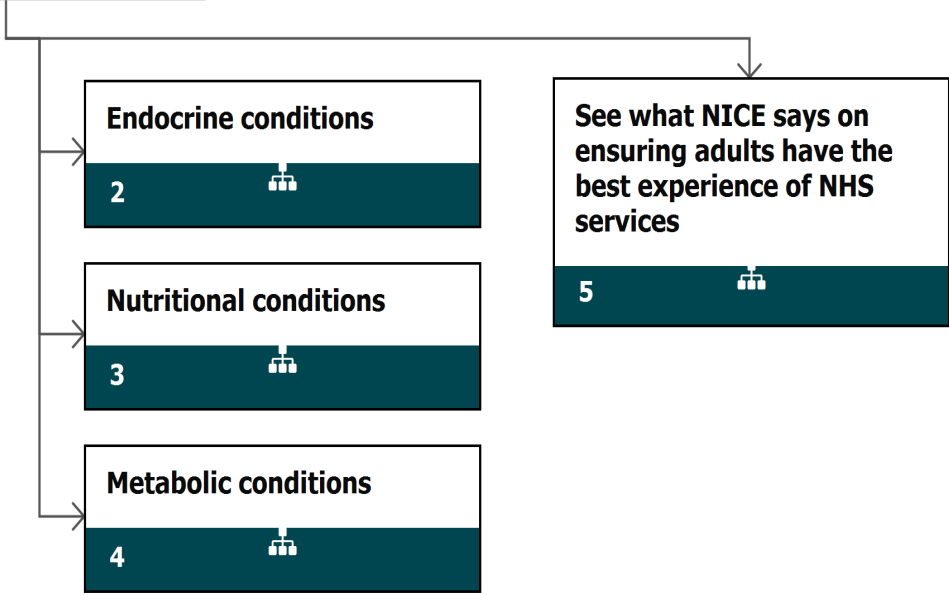 Endocrine conditions
2
Nutritional conditions
3
Metabolic conditions
4
See what NICE says on
ensuring adults have the
best experience of NHS
services
5